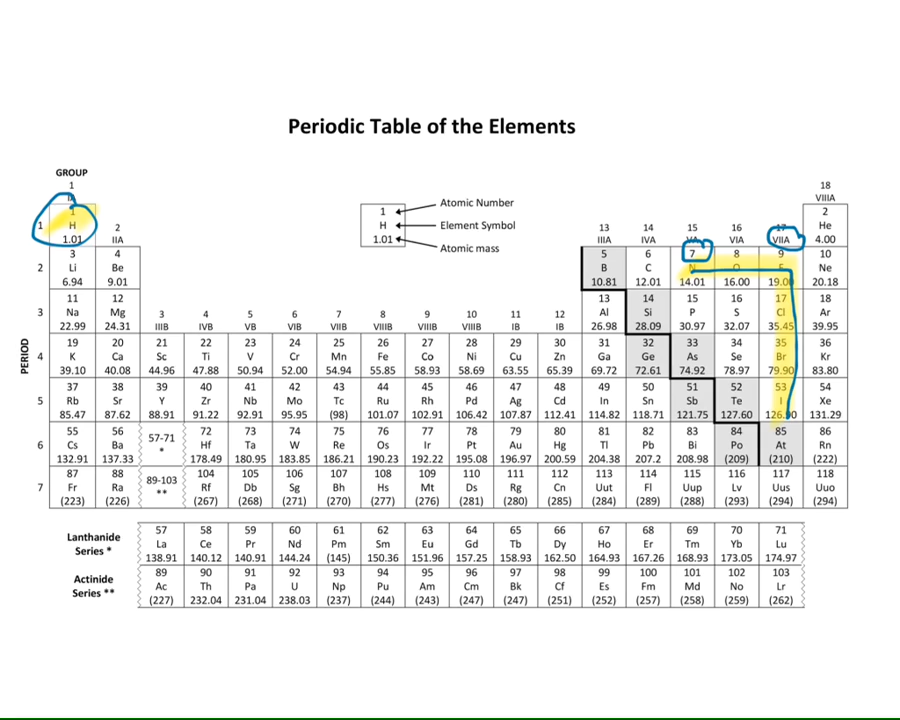 Periodic Table of the Elements
GROUP
1 18
VIIIA
1 1 Atomic Number 2
1 H 2 H Element Symbol 13 14 15 16 17 He
1.01 IIA 1.01 Atomic mass IIIA IVA VA VIA VIIA 4.00
3 4 5 6 7 8 9 10
2 Li Be B C N O F Ne
6.94 9.01 10.81 12.01 14.01 16.00 19.00 20.18
11 12 13 14 15 16 17 18
3 Na Mg 3 4 5 6 7 8 9 10 11 12 Al Si P S Cl Ar
22.99 24.31 IIIB IVB VB VIB VIIB VIIIB VIIIB VIIIB IB IIB 26.98 28.09 30.97 32.07 35.45 39.95
PERIOD
19 20 21 22 23 24 25 26 27 28 29 30 31 32 33 34 35 36
4 K Ca Sc Ti V Cr Mn Fe Co Ni Cu Zn Ga Ge As Se Br Kr
39.10 40.08 44.96 47.88 50.94 52.00 54.94 55.85 58.93 58.69 63.55 65.39 69.72 72.61 74.92 78.97 79.90 83.80
37 38 39 40 41 42 43 44 45 46 47 48 49 50 51 52 53 54
5 Rb Sr Y Zr Nb Mo Tc Ru Rh Pd Ag Cd In Sn Sb Te I Xe
85.47 87.62 88.91 91.22 92.91 95.95 (98) 101.07 102.91 106.42 107.87 112.41 114.82 118.71 121.75 127.60 126.90 131.29
55 56 57-71 72 73 74 75 76 77 78 79 80 81 82 83 84 85 86
6 Cs Ba * Hf Ta W Re Os Ir Pt Au Hg Tl Pb Bi Po At Rn
132.91 137.33 178.49 180.95 183.85 186.21 190.23 192.22 195.08 196.97 200.59 204.38 207.2 208.98 (209) (210) (222)
87 88 89-103 104 105 106 107 108 109 110 111 112 113 114 115 116 117 118
7 Fr Ra ** Rf Db Sg Bh Hs Mt Ds Rg Cn Uut Fl Uup Lv Uus Uuo
(223) (226) (267) (268) (271) (270) (277) (276) (281) (280) (285) (284) (289) (288) (293) (294) (294)
57 58 59 60 61 62 63 64 65 66 67 68 69 70 71
Lanthanide La Ce Pr Nd Pm Sm Eu Gd Tb Dy Ho Er Tm Yb Lu
Series * 138.91 140.12 140.91 144.24 (145) 150.36 151.96 157.25 158.93 162.50 164.93 167.26 168.93 173.05 174.97
89 90 91 92 93 94 95 96 97 98 99 100 101 102 103
Actinide Ac Th Pa U Np Pu Am Cm Bk Cf Es Fm Md No Lr
Series ** (227) 232.04 231.04 238.03 (237) (244) (243) (247) (247) (251) (252) (257) (258) (259) (262)